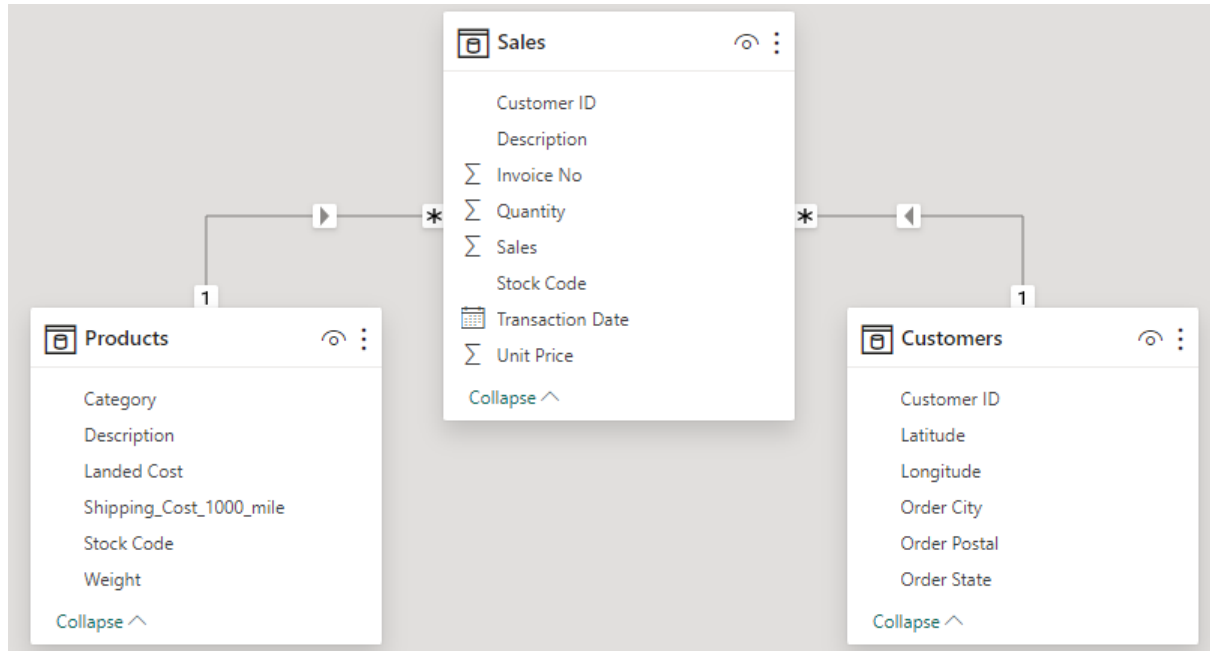 Sales
Customer ID
Description
∑ Invoice No
∑ Quantity
∑ Sales
Stock Code
Transaction Date
∑ Unit Price
Collapse
*
*
1
1
Products
Category
Description
Landed Cost
Shipping_Cost_1000_mile
Stock Code
Weight
Collapse
Customers
Customer ID
Latitude
Longitude
Order City
Order Postal
Order State
Collapse